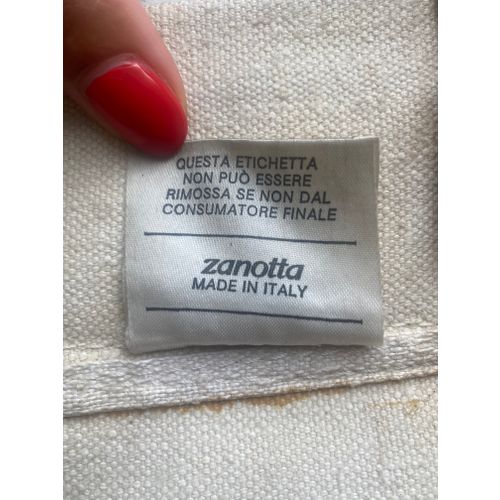 QUESTA ETICHETTA
NON PUÒ ESSERE
RIMOSSA SE NON DAL
CONSUMATORE FINALE
zanotta
MADE IN ITALY